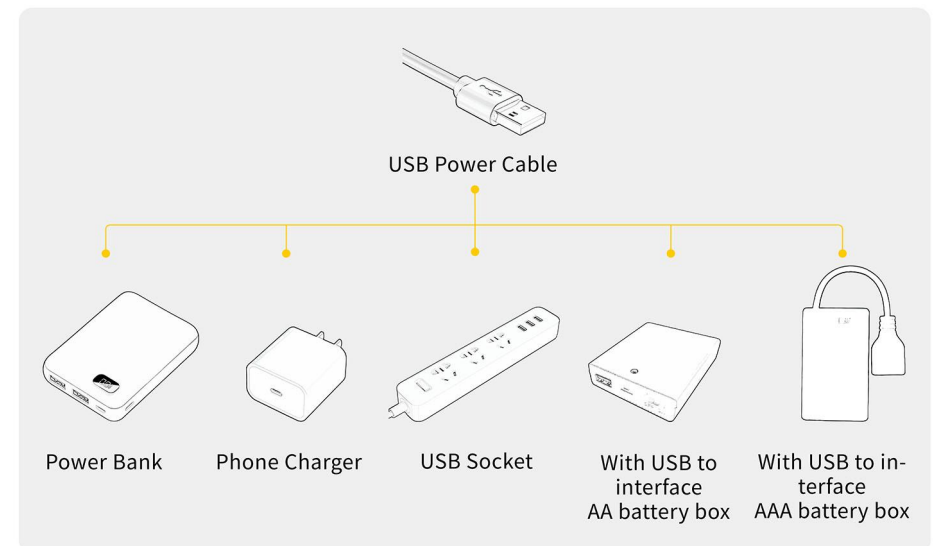 USB Power Cable
Power Bank
Phone Charger
USB Socket
With USB to
interface
AA battery box
With USB to in-
terface
AAA battery box